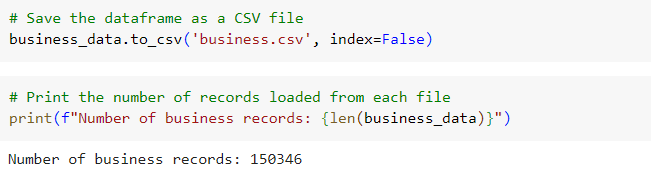 # Save the dataframe as a CSV file
business_data.to_csv('business.csv', index=False)
# Print the number of records loaded from each file
print(f"Number of business records: {len(business_data)}")
Number of business records: 150346